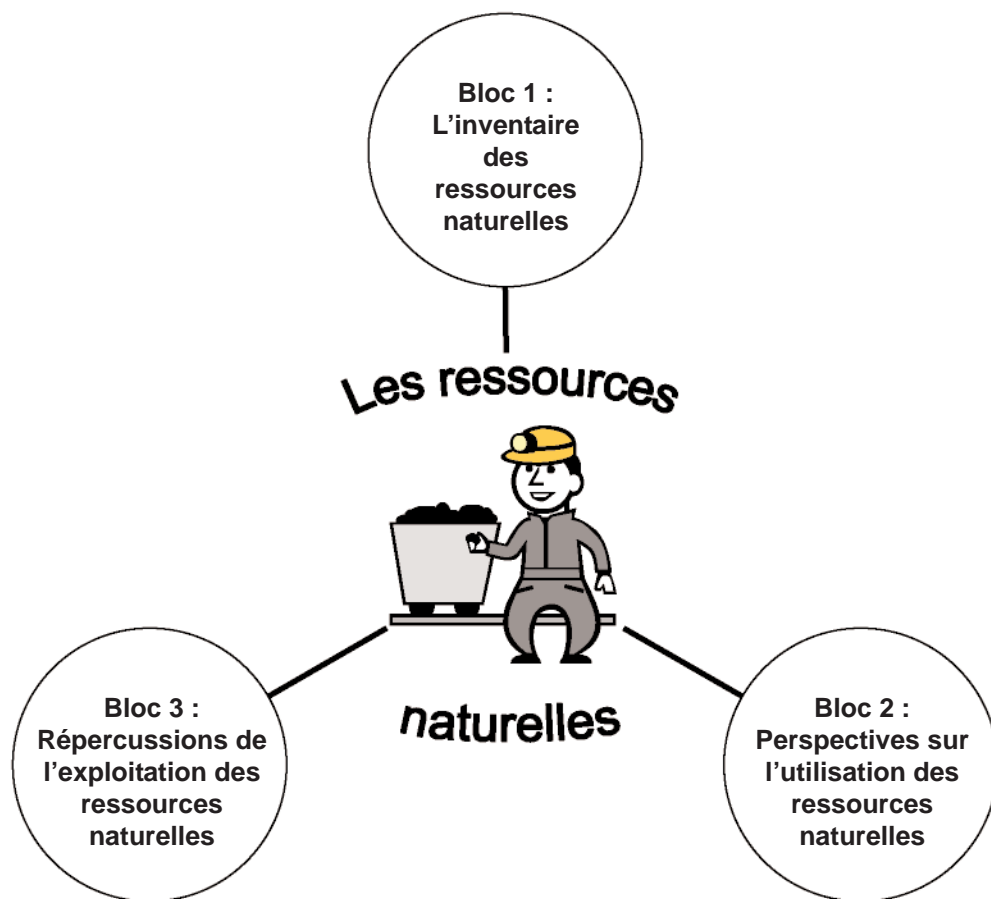 Bloc 1 :
L'inventaire
des
ressources
naturelles
Les ressources
naturelles
Bloc 3 :
Répercussions de
l'exploitation des
ressources
naturelles
Bloc 2 :
Perspectives sur
l'utilisation des
ressources
naturelles